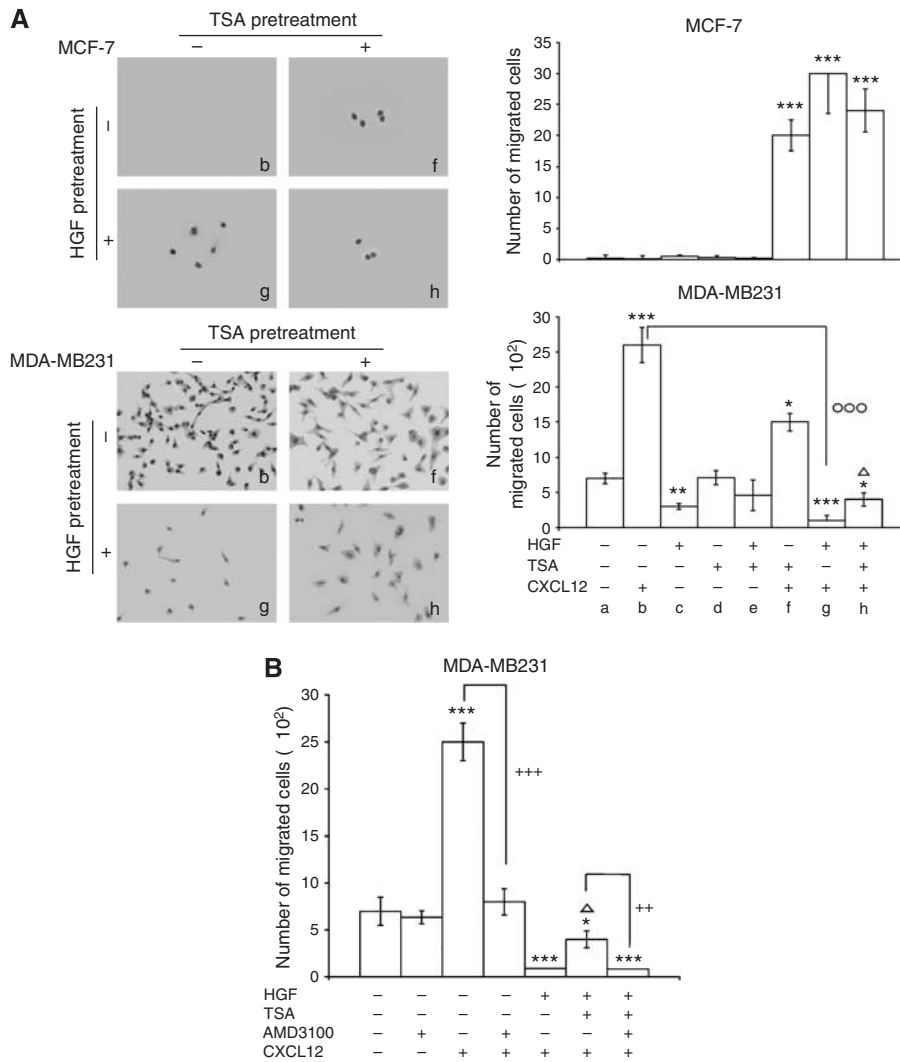 A
TSA pretreatment
MCF-7 – +
HGF pretreatment
–
+
b
f
g
h
TSA pretreatment
MDA-MB231 – +
HGF pretreatment
–
+
b
f
g
h
MCF-7
Number of migrated cells
35
30
25
20
15
10
5
0
*** *** ***
MDA-MB231
Number of
migrated cells ( 10²)
30
25
20
15
10
5
0
*** ** * *** *
○○○
△
HGF – – + – + – + +
TSA – – – + + + – +
CXCL12 – + – – – + + +
a b c d e f g h
B
MDA-MB231
Number of migrated cells ( 10²)
30
25
20
15
10
5
0
***
+++
***
△
*
++
***
HGF – – – – + + +
TSA – – – – – + +
AMD3100 – + – + – – +
CXCL12 – – + + + + +